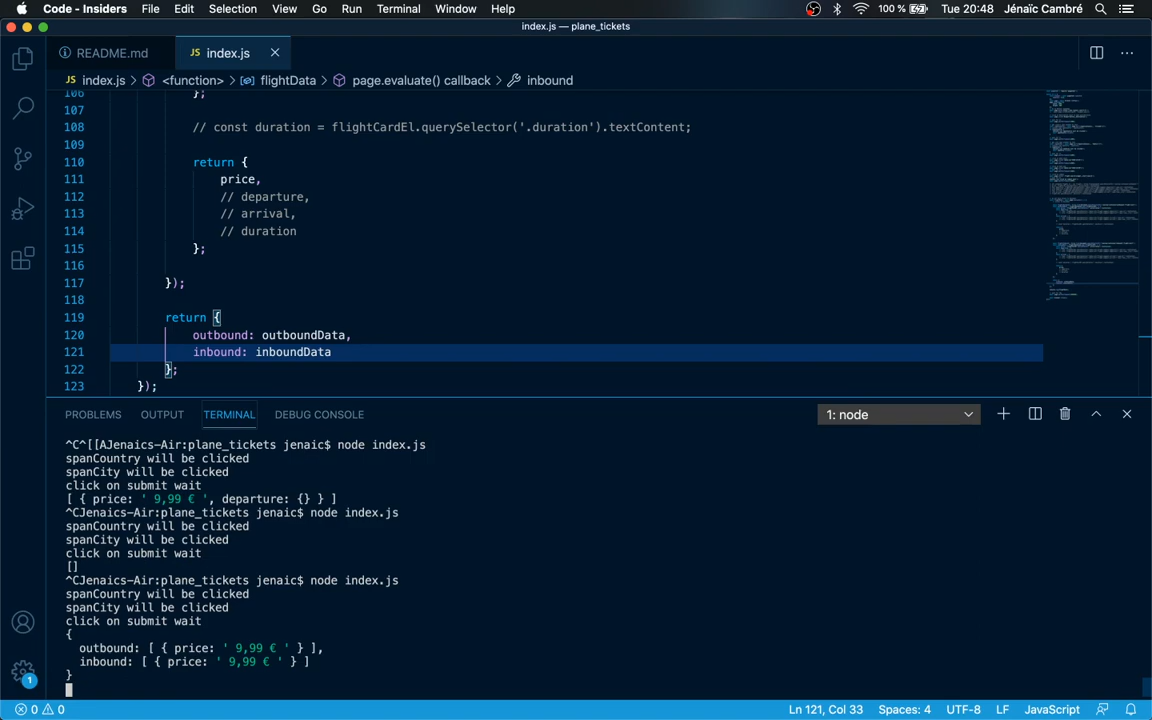 Code - Insiders File Edit Selection View Go Run Terminal Window Help 100 % Tue 20:48 Jénaïc Cambré
index.js — plane_tickets
README.md JS index.js
JS index.js > <function> > flightData > page.evaluate() callback > inbound
106 };
107
108 // const duration = flightCardEl.querySelector('.duration').textContent;
109
110 return {
111 price,
112 // departure,
113 // arrival,
114 // duration
115 };
116
117 });
118
119 return {
120 outbound: outboundData,
121 inbound: inboundData
122 };
123 });
PROBLEMS OUTPUT TERMINAL DEBUG CONSOLE 1: node
^C^[[AJenaics-Air:plane_tickets jenaic$ node index.js
spanCountry will be clicked
spanCity will be clicked
click on submit wait
[ { price: ' 9,99 € ', departure: {} } ]
^CJenaics-Air:plane_tickets jenaic$ node index.js
spanCountry will be clicked
spanCity will be clicked
click on submit wait
[]
^CJenaics-Air:plane_tickets jenaic$ node index.js
spanCountry will be clicked
spanCity will be clicked
click on submit wait
{
outbound: [ { price: ' 9,99 € ' } ],
inbound: [ { price: ' 9,99 € ' } ]
}
1
0 0 Ln 121, Col 33 Spaces: 4 UTF-8 LF JavaScript